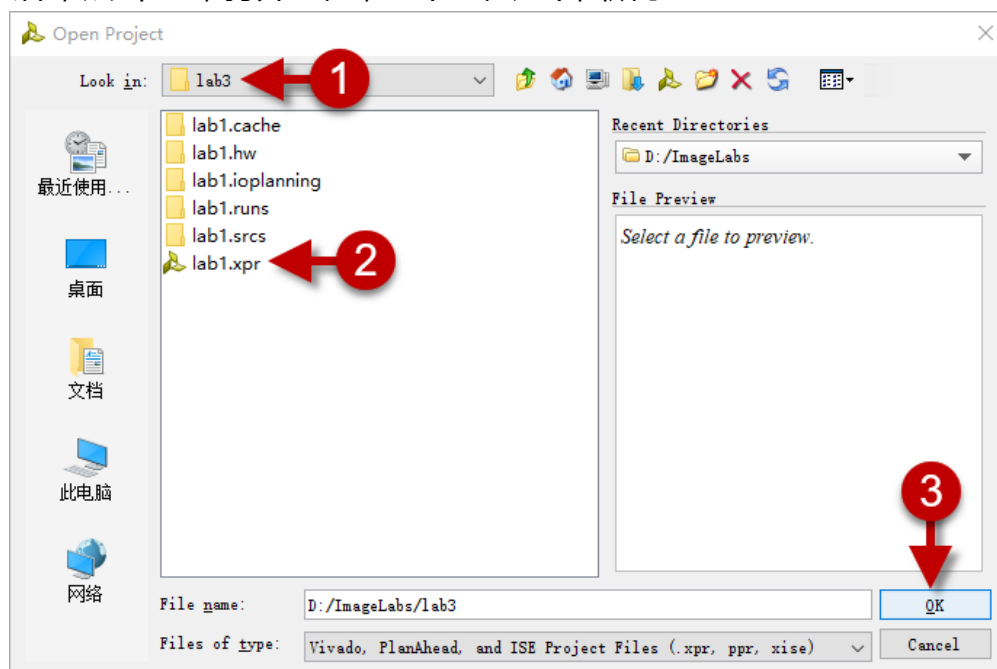 Open Project
Look in:
lab3
1
lab1.cache
lab1.hw
lab1.ioplanning
lab1.runs
lab1.srcs
lab1.xpr
2
最近使用...
桌面
文档
此电脑
网络
Recent Directories
D:/ImageLabs
File Preview
Select a file to preview.
3
File name:
D:/ImageLabs/lab3
OK
Files of type:
Vivado, PlanAhead, and ISE Project Files (.xpr, ppr, xise)
Cancel